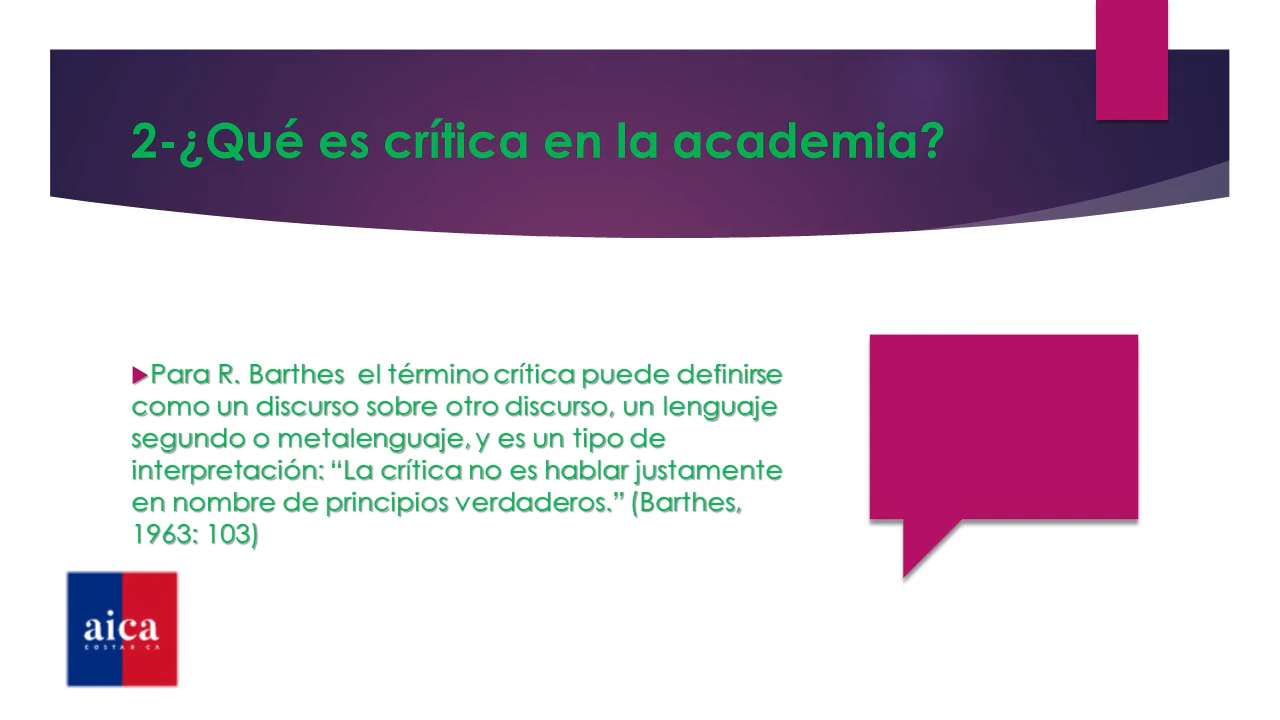 2-¿Qué es crítica en la academia?
Para R. Barthes el término crítica puede definirse
como un discurso sobre otro discurso, un lenguaje
segundo o metalenguaje, y es un tipo de
interpretación: “La crítica no es hablar justamente
en nombre de principios verdaderos.” (Barthes,
1963: 103)
aica
COSTA RICA